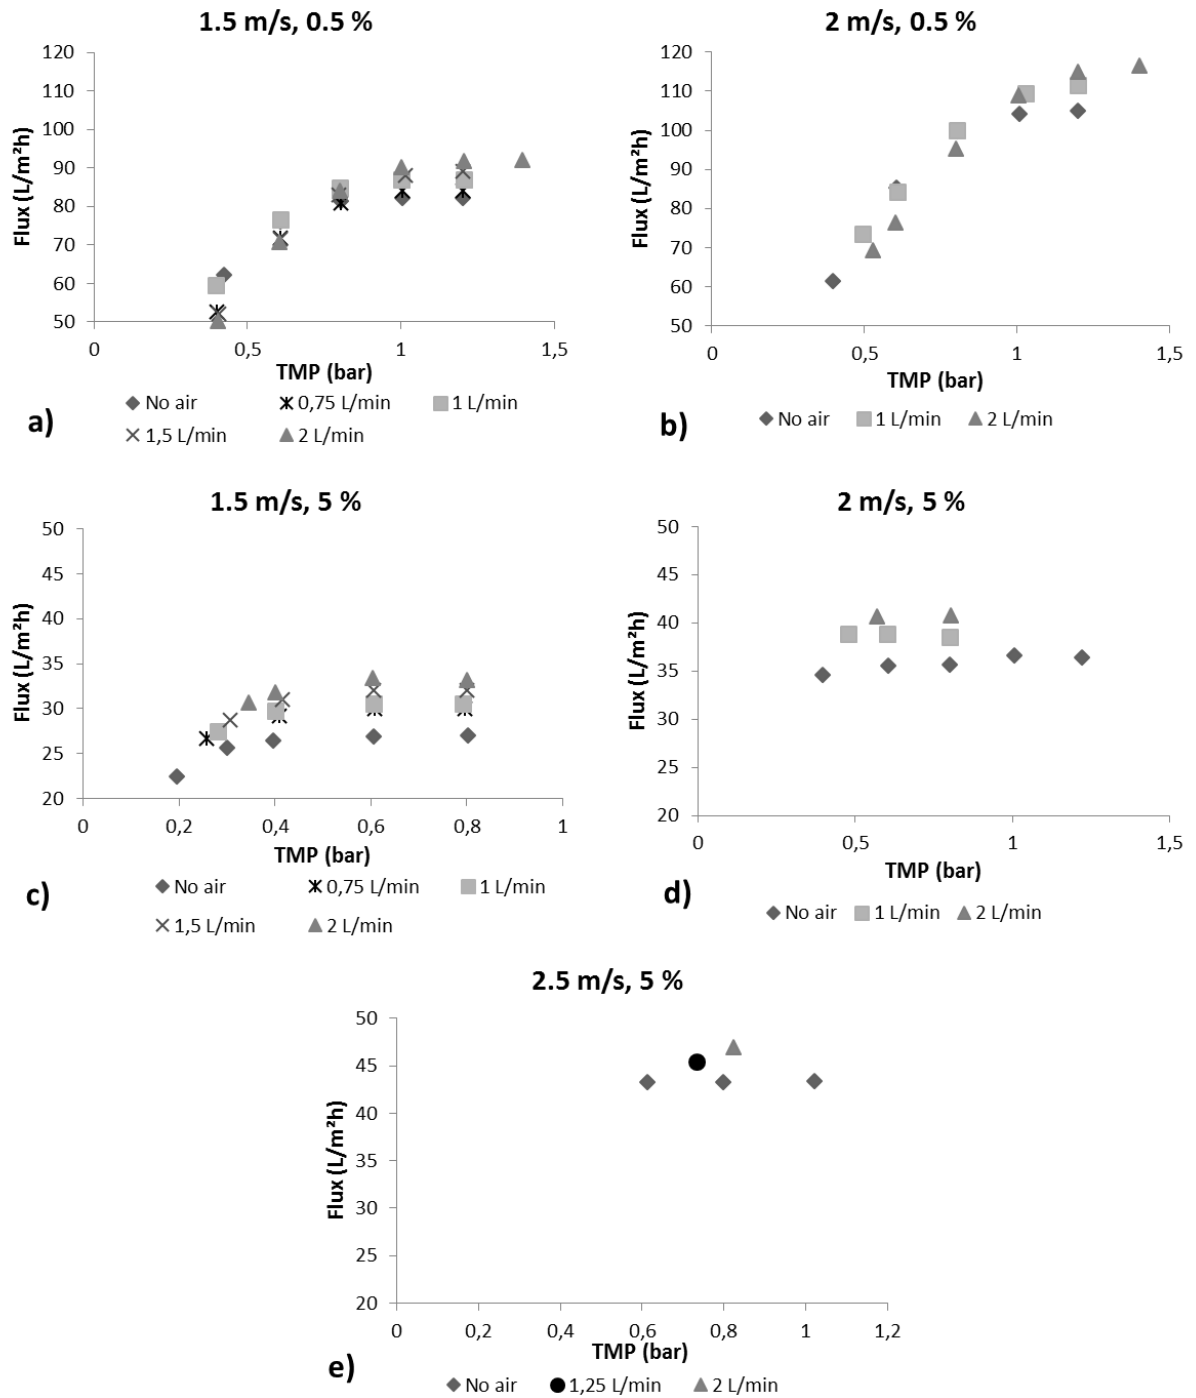 1.5 m/s, 0.5 %
120
110
100
90
80
70
60
50
Flux (L/m²h)
0
0,5
1
1,5
TMP (bar)
No air
0,75 L/min
1 L/min
1,5 L/min
2 L/min
a)
2 m/s, 0.5 %
120
110
100
90
80
70
60
50
Flux (L/m²h)
0
0,5
1
1,5
TMP (bar)
No air
1 L/min
2 L/min
b)
1.5 m/s, 5 %
50
45
40
35
30
25
20
Flux (L/m²h)
0
0,2
0,4
0,6
0,8
1
TMP (bar)
No air
0,75 L/min
1 L/min
1,5 L/min
2 L/min
c)
2 m/s, 5 %
50
45
40
35
30
25
20
Flux (L/m²h)
0
0,5
1
1,5
TMP (bar)
No air
1 L/min
2 L/min
d)
2.5 m/s, 5 %
50
45
40
35
30
25
20
Flux (L/m²h)
0
0,2
0,4
0,6
0,8
1
1,2
TMP (bar)
No air
1,25 L/min
2 L/min
e)